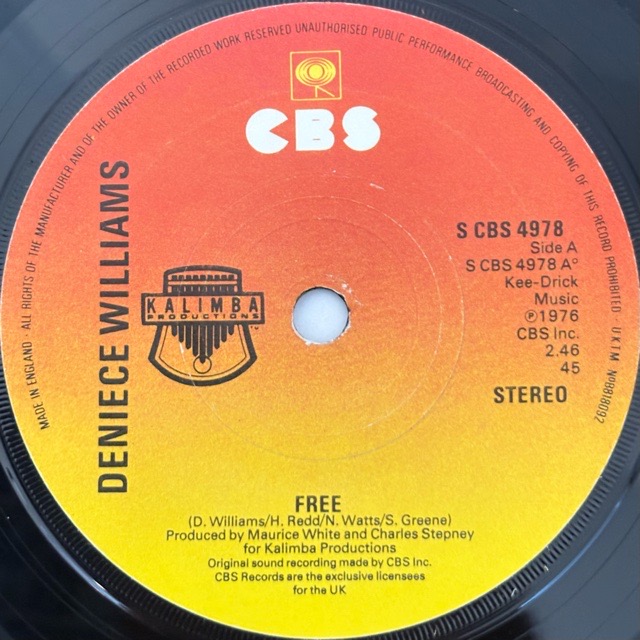 MADE IN ENGLAND · ALL RIGHTS OF THE MANUFACTURER AND OF THE OWNER OF THE RECORDED WORK RESERVED UNAUTHORISED PUBLIC PERFORMANCE BROADCASTING AND COPYING OF THIS RECORD PROHIBITED · U.K.T.M. Nº 8818092
CBS
DENIECE WILLIAMS
KALIMBA
PRODUCTIONS
TM
S CBS 4978
Side A
S CBS 4978 A°
Kee-Drick
Music
℗1976
CBS Inc.
2.46
45
STEREO
FREE
(D. Williams/H. Redd/N. Watts/S. Greene)
Produced by Maurice White and Charles Stepney
for Kalimba Productions
Original sound recording made by CBS Inc.
CBS Records are the exclusive licensees
for the UK